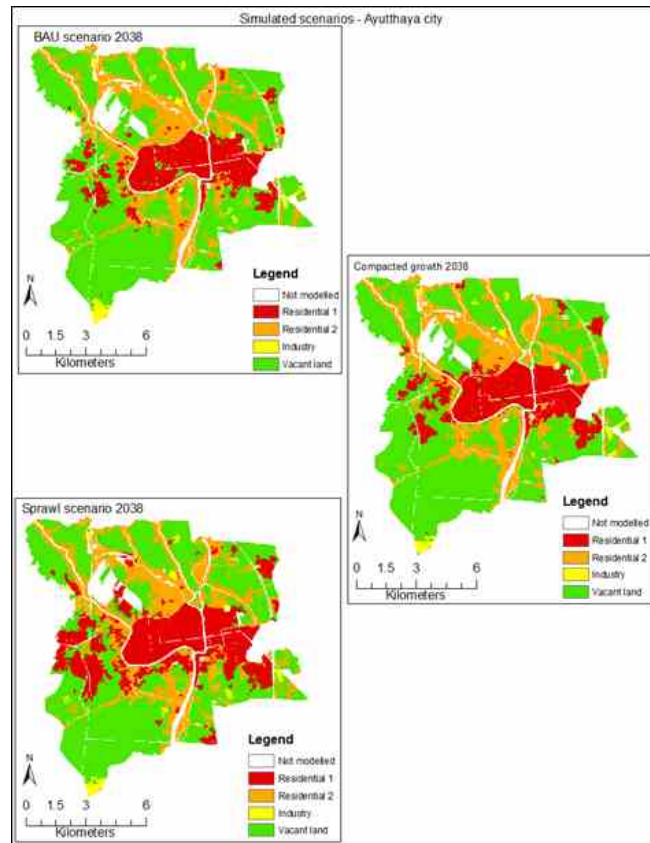 Simulated scenarios - Ayutthaya city
BAU scenario 2038
N
0 1.5 3 6
Kilometers
Legend
Not modelled
Residential 1
Residential 2
Industry
Vacant land
Compacted growth 2038
N
0 1.5 3 6
Kilometers
Legend
Not modelled
Residential 1
Residential 2
Industry
Vacant land
Sprawl scenario 2038
N
0 1.5 3 6
Kilometers
Legend
Not modelled
Residential 1
Residential 2
Industry
Vacant land